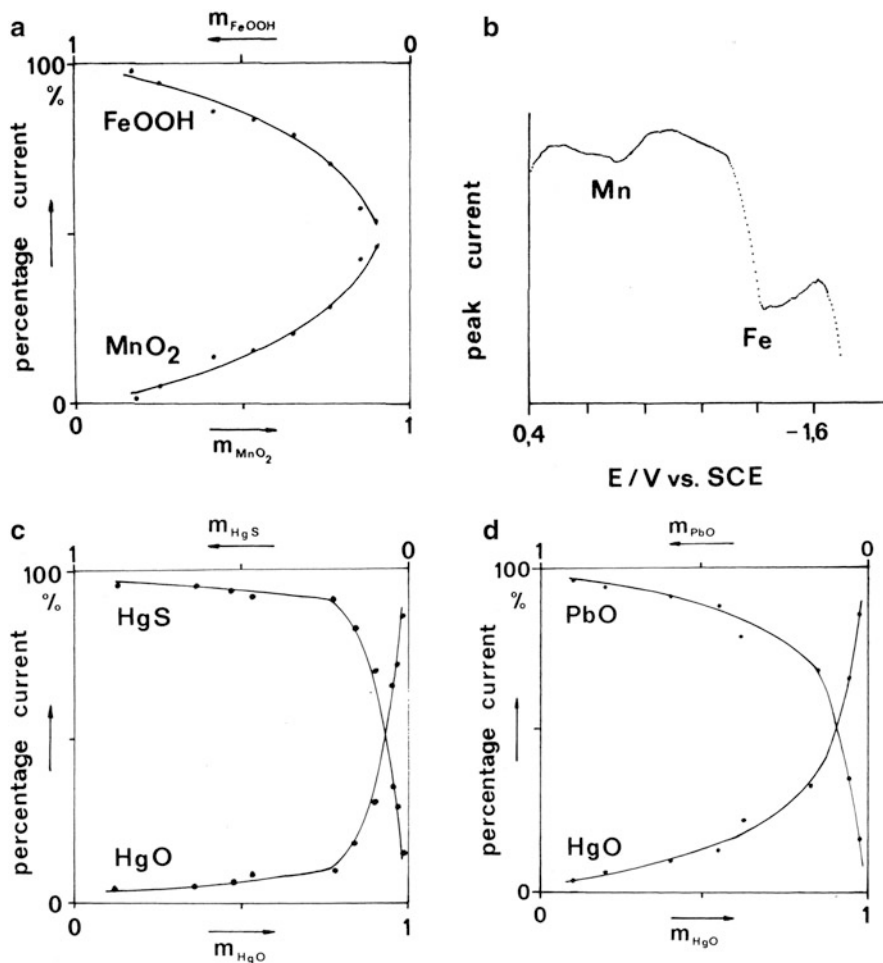 a
m FeOOH
1
0
100
%
FeOOH
MnO2
percentage current
0
0
1
m MnO2
b
peak current
Mn
Fe
0,4
-1,6
E / V vs. SCE
c
m HgS
1
0
100
%
HgS
HgO
percentage current
0
0
1
m HgO
d
m PbO
1
0
100
%
PbO
HgO
percentage current
0
0
1
m HgO